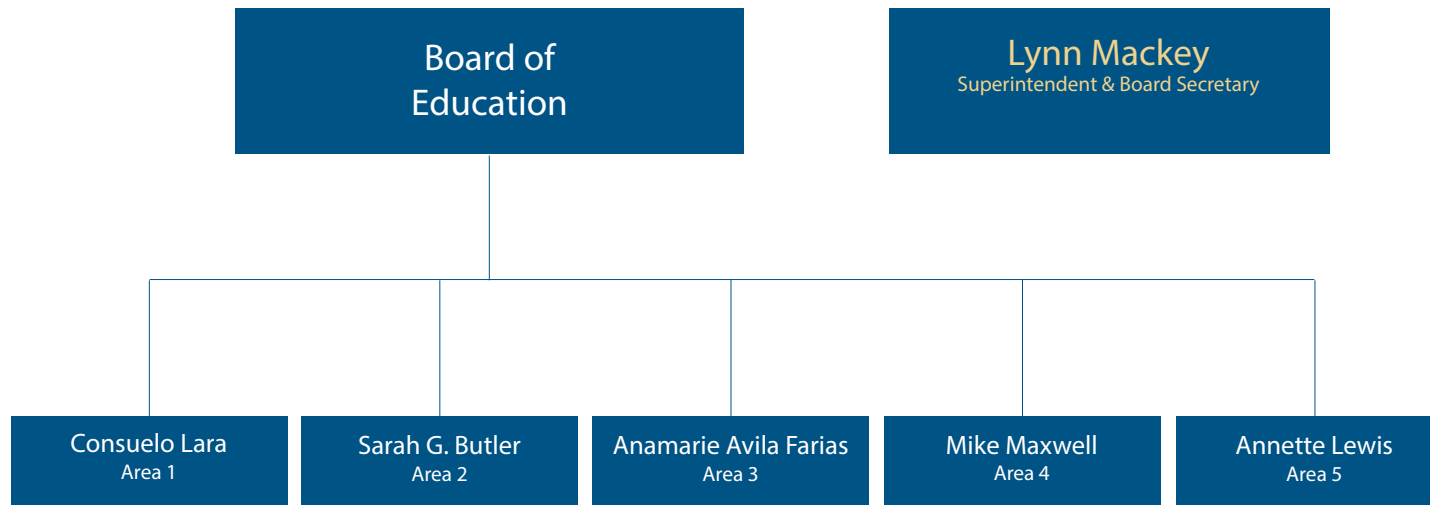 Board of
Education
Lynn Mackey
Superintendent & Board Secretary
Consuelo Lara
Area 1
Sarah G. Butler
Area 2
Anamarie Avila Farias
Area 3
Mike Maxwell
Area 4
Annette Lewis
Area 5